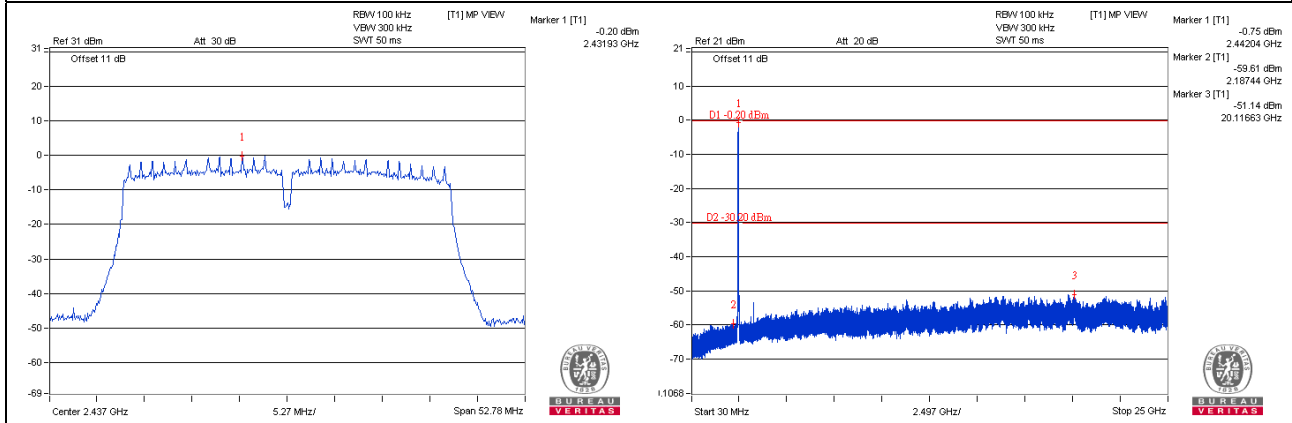 RBW 100 kHz [T1] MP VIEW
VBW 300 kHz
Ref 31 dBm Att 30 dB SWT 50 ms
Marker 1 [T1]
-0.20 dBm
2.43193 GHz
31
Offset 11 dB
20
10
1
0
-10
-20
-30
-40
-50
-60
-69
Center 2.437 GHz 5.27 MHz/ Span 52.78 MHz
BUREAU VERITAS
1828
BUREAU
VERITAS
RBW 100 kHz [T1] MP VIEW
VBW 300 kHz
Ref 21 dBm Att 20 dB SWT 50 ms
Marker 1 [T1]
-0.75 dBm
2.44204 GHz
Marker 2 [T1]
-59.61 dBm
2.18744 GHz
Marker 3 [T1]
-51.14 dBm
20.11663 GHz
21
Offset 11 dB
10
1
D1 -0.20 dBm
0
-10
-20
D2 -30.20 dBm
-30
-40
3
-50
2
-60
-70
.1068
Start 30 MHz 2.497 GHz/ Stop 25 GHz
BUREAU VERITAS
1828
BUREAU
VERITAS